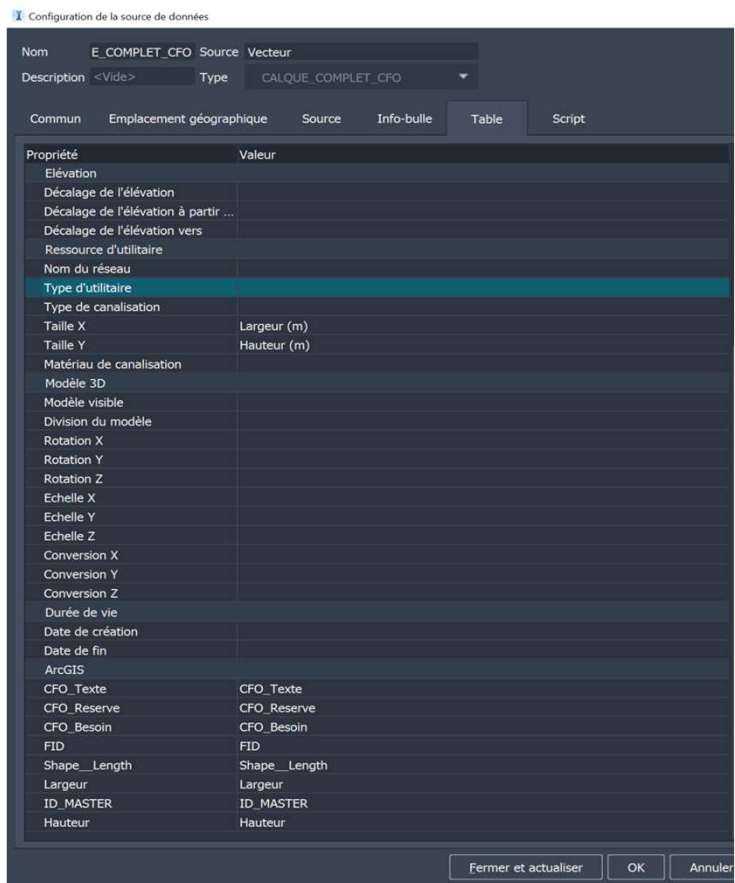 Configuration de la source de données
Nom E_COMPLET_CFO Source Vecteur
Description <Vide> Type CALQUE_COMPLET_CFO
Commun Emplacement géographique Source Info-bulle Table Script
Propriété Valeur
Elévation
Décalage de l'élévation
Décalage de l'élévation à partir ...
Décalage de l'élévation vers
Ressource d'utilitaire
Nom du réseau
Type d'utilitaire
Type de canalisation
Taille X Largeur (m)
Taille Y Hauteur (m)
Matériau de canalisation
Modèle 3D
Modèle visible
Division du modèle
Rotation X
Rotation Y
Rotation Z
Echelle X
Echelle Y
Echelle Z
Conversion X
Conversion Y
Conversion Z
Durée de vie
Date de création
Date de fin
ArcGIS
CFO_Texte CFO_Texte
CFO_Reserve CFO_Reserve
CFO_Besoin CFO_Besoin
FID FID
Shape__Length Shape__Length
Largeur Largeur
ID_MASTER ID_MASTER
Hauteur Hauteur
Fermer et actualiser OK Annuler